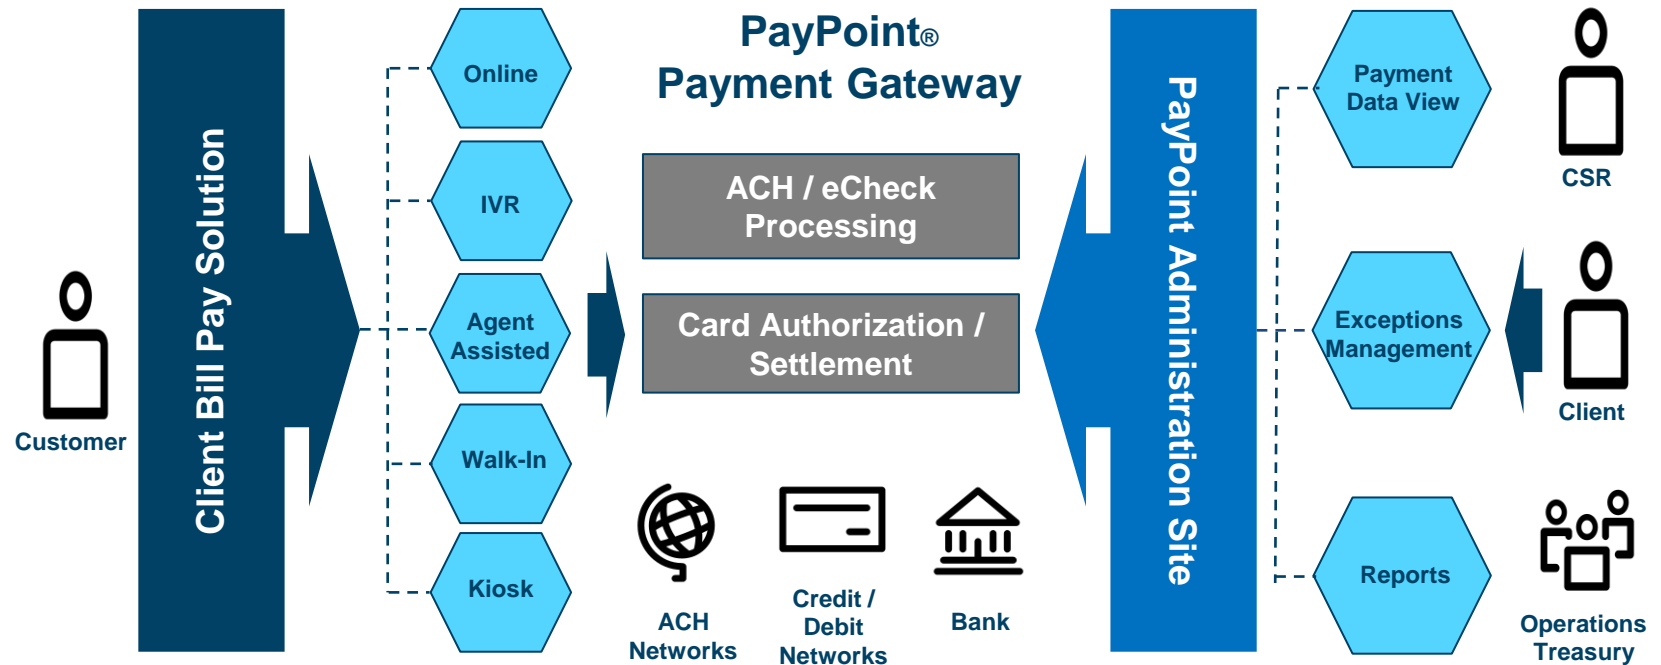 PayPoint®
Payment Gateway
Customer
Client Bill Pay Solution
Online
IVR
Agent
Assisted
Walk-In
Kiosk
ACH / eCheck
Processing
Card Authorization /
Settlement
ACH
Networks
Credit /
Debit
Networks
Bank
PayPoint Administration Site
Payment
Data View
Exceptions
Management
Reports
CSR
Client
Operations
Treasury